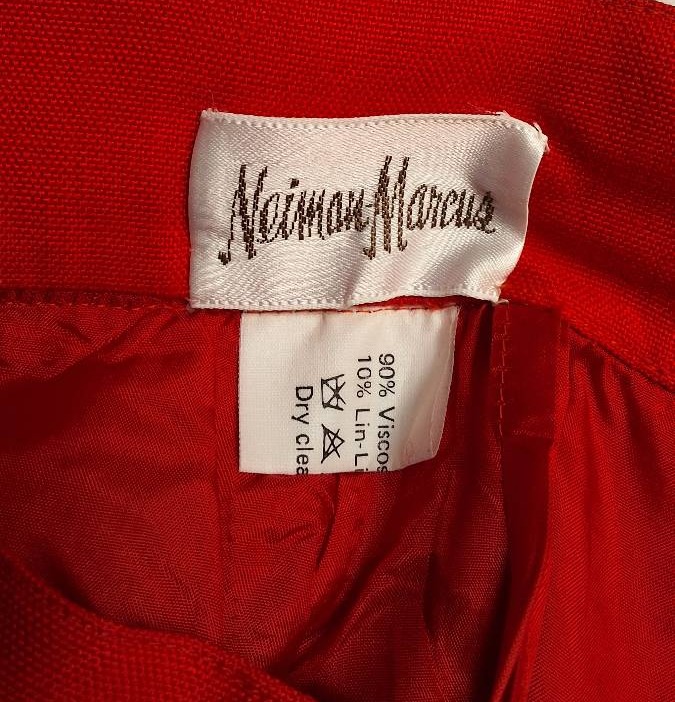 Neiman-Marcus
90% Viscos
10% Lin-Li
Dry clea